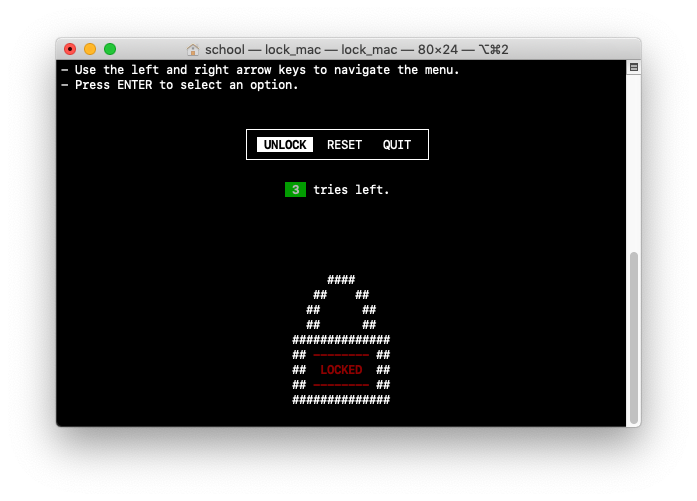 school — lock_mac — lock_mac — 80×24 — ⌥⌘2
— Use the left and right arrow keys to navigate the menu.
— Press ENTER to select an option.
UNLOCK RESET QUIT
3 tries left.
####
## ##
## ##
## ##
##############
## ———————— ##
## LOCKED ##
## ———————— ##
##############